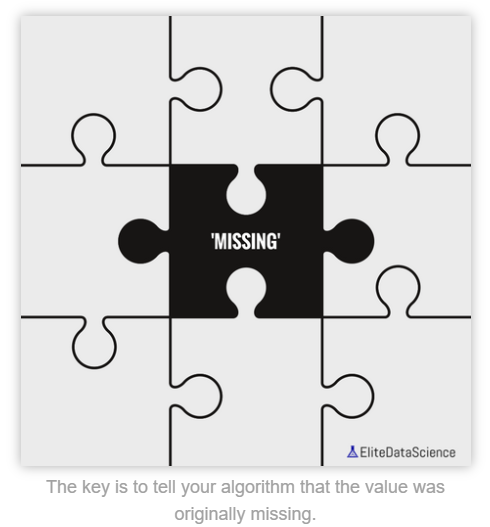 'MISSING'
EliteDataScience
The key is to tell your algorithm that the value was
originally missing.